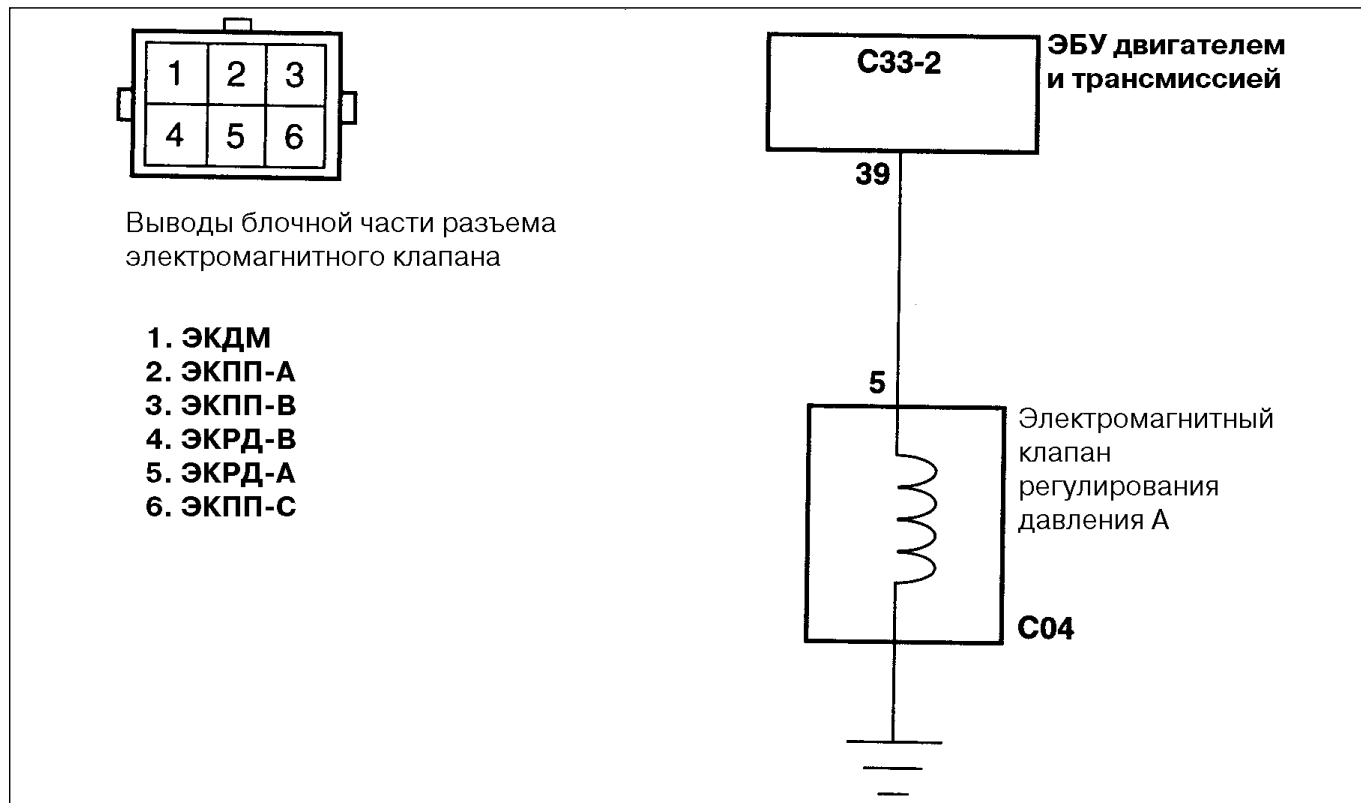 1 2 3
4 5 6
Выводы блочной части разъема
электромагнитного клапана
1. ЭКДМ
2. ЭКПП-А
3. ЭКПП-В
4. ЭКРД-В
5. ЭКРД-А
6. ЭКПП-С
С33-2
ЭБУ двигателем
и трансмиссией
39
5
Электромагнитный
клапан
регулирования
давления А
С04